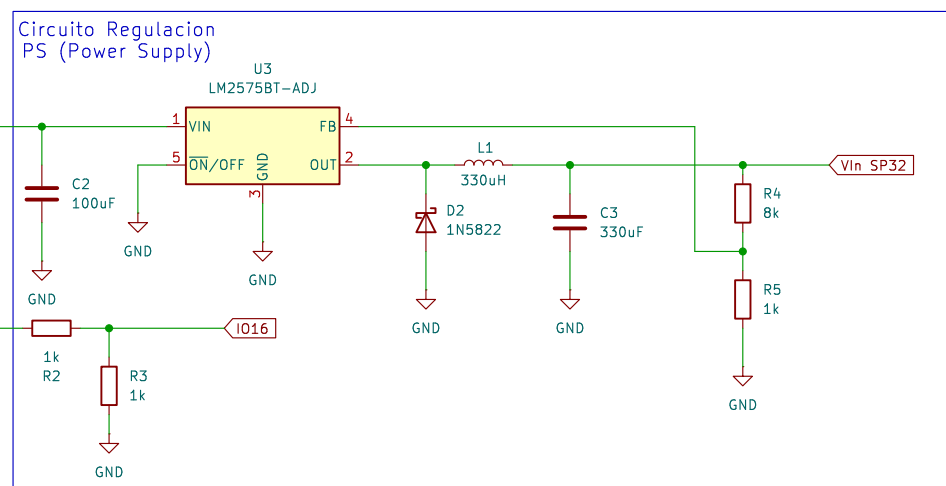 Circuito Regulacion
PS (Power Supply)
U3
LM2575BT-ADJ
1
VIN
FB
4
5
ON/OFF
GND
OUT
2
3
L1
330uH
VIn SP32
C2
100uF
D2
1N5822
C3
330uF
R4
8k
GND
GND
GND
GND
GND
R5
1k
IO16
1k
R2
R3
1k
GND
GND